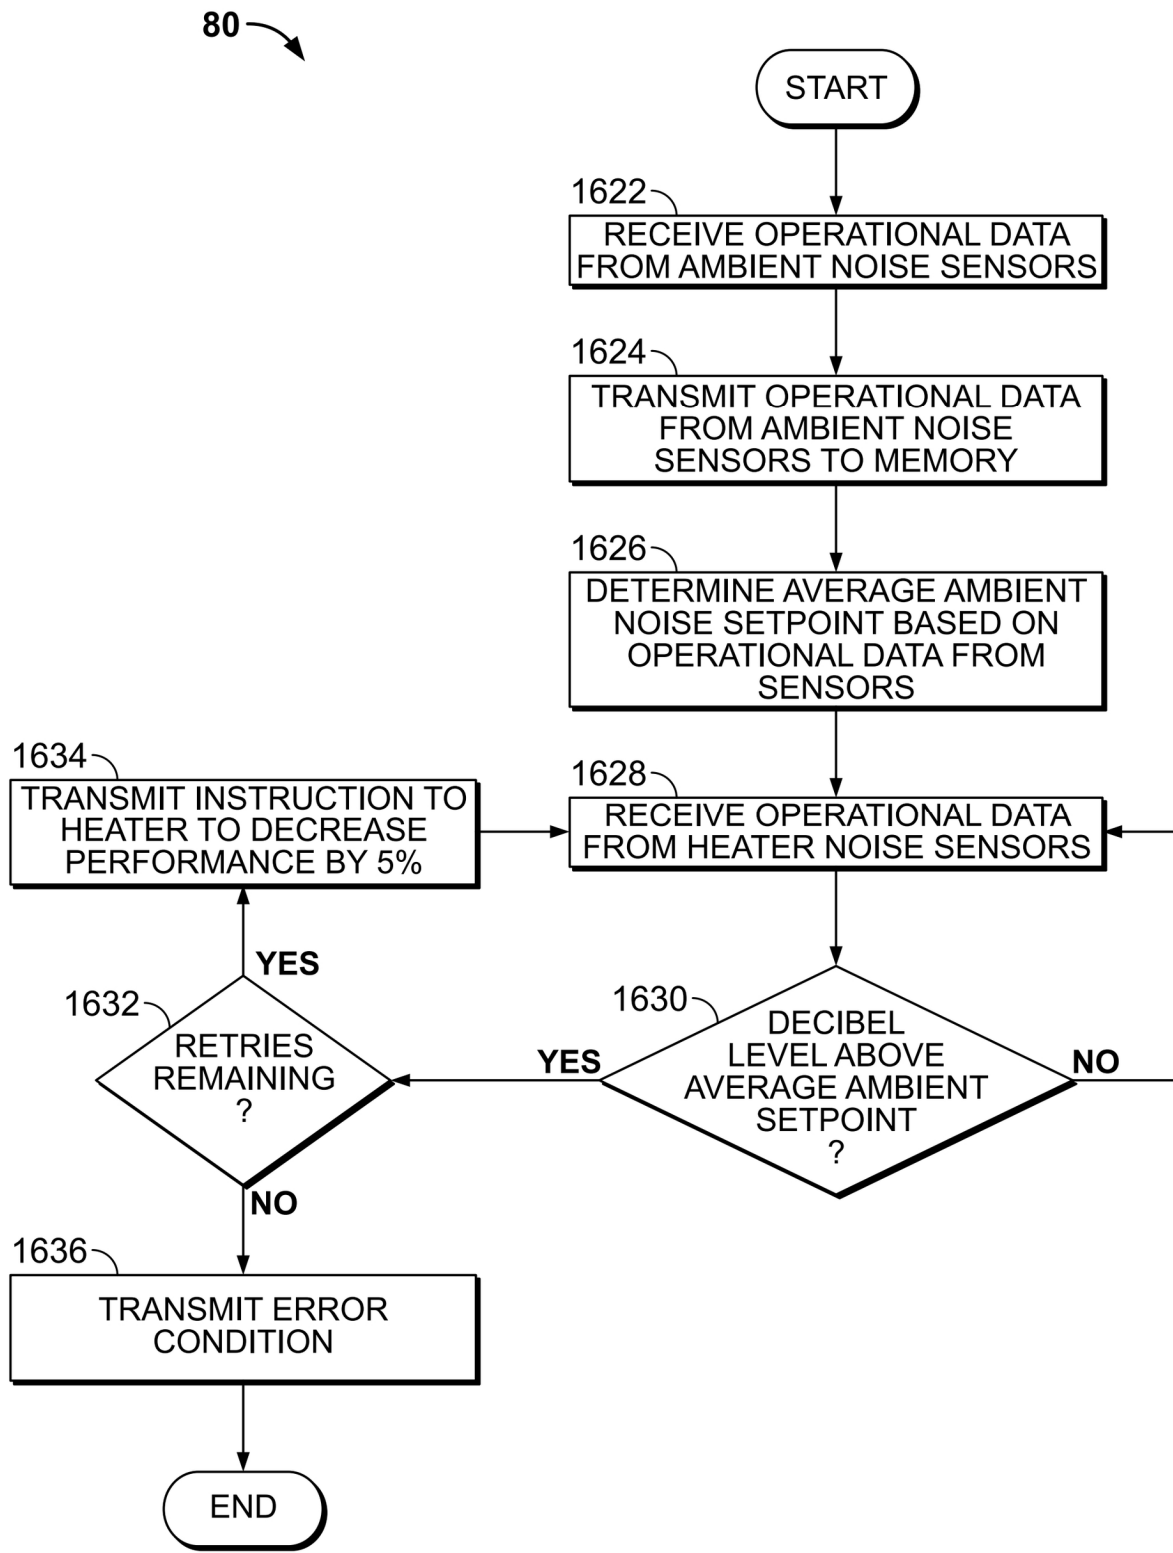 80
START
1622
RECEIVE OPERATIONAL DATA
FROM AMBIENT NOISE SENSORS
1624
TRANSMIT OPERATIONAL DATA
FROM AMBIENT NOISE
SENSORS TO MEMORY
1626
DETERMINE AVERAGE AMBIENT
NOISE SETPOINT BASED ON
OPERATIONAL DATA FROM
SENSORS
1634
TRANSMIT INSTRUCTION TO
HEATER TO DECREASE
PERFORMANCE BY 5%
1628
RECEIVE OPERATIONAL DATA
FROM HEATER NOISE SENSORS
YES
1632
RETRIES
REMAINING
?
NO
1630
YES
DECIBEL
LEVEL ABOVE
AVERAGE AMBIENT
SETPOINT
?
NO
1636
TRANSMIT ERROR
CONDITION
END